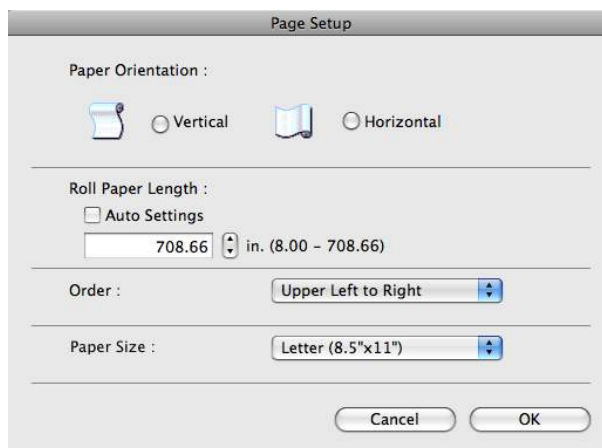 Page Setup
Paper Orientation :
Vertical Horizontal
Roll Paper Length :
Auto Settings
708.66 in. (8.00 – 708.66)
Order : Upper Left to Right
Paper Size : Letter (8.5"x11")
Cancel OK